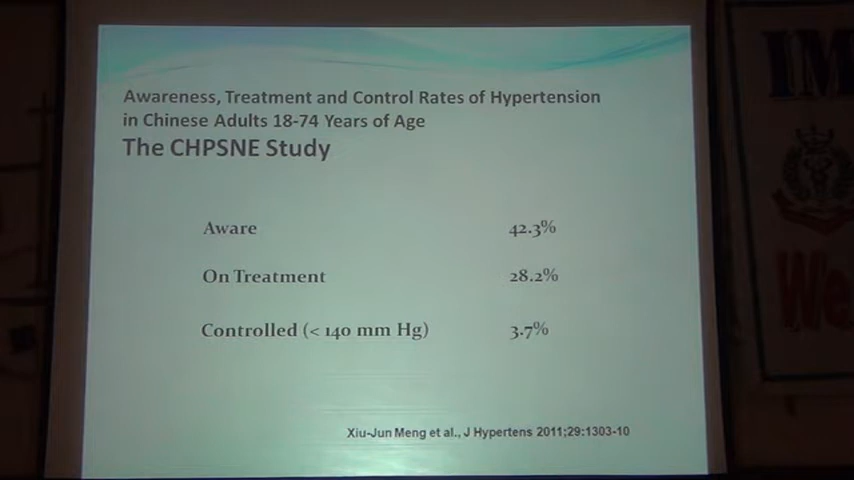 Awareness, Treatment and Control Rates of Hypertension
in Chinese Adults 18-74 Years of Age
The CHPSNE Study
Aware 42.3%
On Treatment 28.2%
Controlled (< 140 mm Hg) 3.7%
Xiu-Jun Meng et al., J Hypertens 2011;29:1303-10